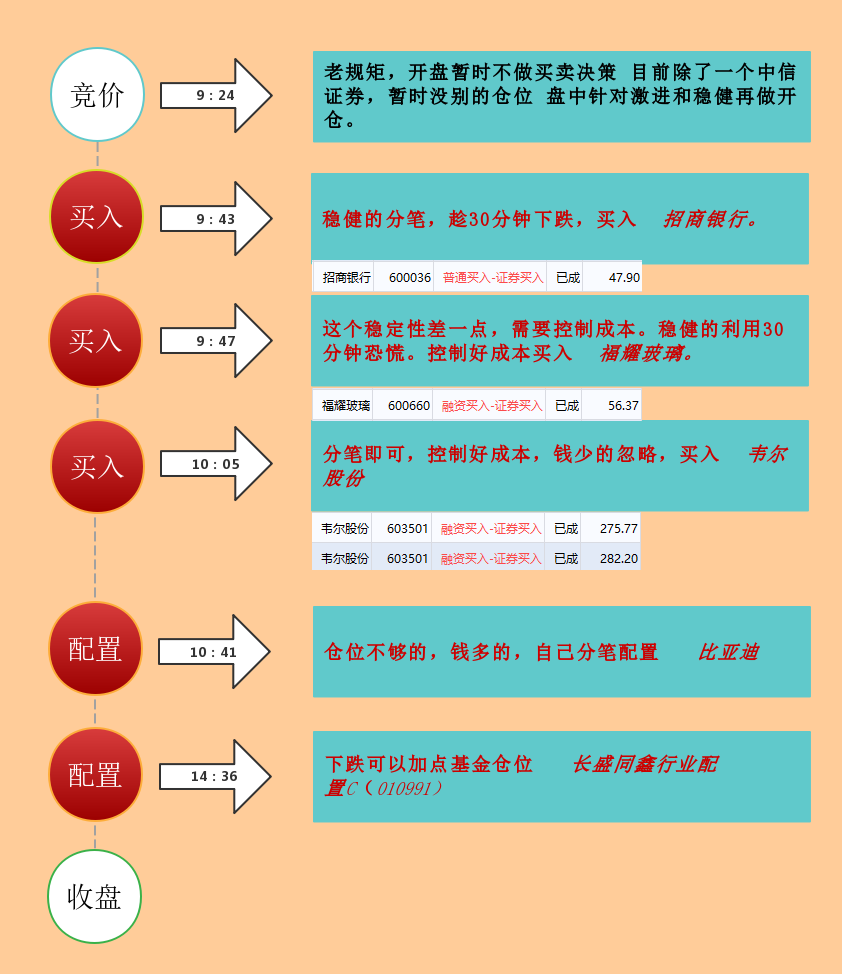 竞价
9：24
老规矩，开盘暂时不做买卖决策 目前除了一个中信
证券，暂时没别的仓位 盘中针对激进和稳健再做开
仓。
买入
9：43
稳健的分笔，趁30分钟下跌，买入 招商银行。
招商银行 600036 普通买入-证券买入 已成 47.90
买入
9：47
这个稳定性差一点，需要控制成本。稳健的利用30
分钟恐慌。控制好成本买入 福耀玻璃。
福耀玻璃 600660 融资买入-证券买入 已成 56.37
买入
10：05
分笔即可，控制好成本，钱少的忽略，买入 韦尔
股份
韦尔股份 603501 融资买入-证券买入 已成 275.77
韦尔股份 603501 融资买入-证券买入 已成 282.20
配置
10：41
仓位不够的，钱多的，自己分笔配置 比亚迪
配置
14：36
下跌可以加点基金仓位 长盛同鑫行业配
置C（010991）
收盘